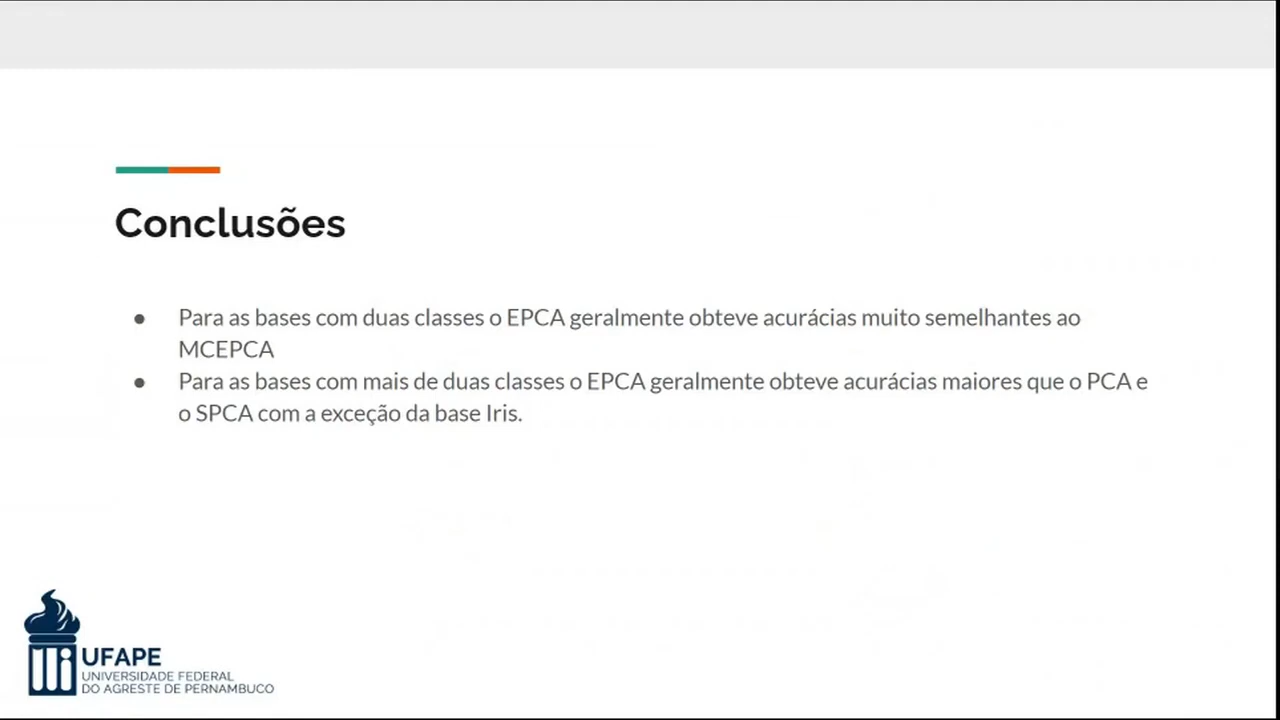 Conclusões
● Para as bases com duas classes o EPCA geralmente obteve acurácias muito semelhantes ao
MCEPCA
● Para as bases com mais de duas classes o EPCA geralmente obteve acurácias maiores que o PCA e
o SPCA com a exceção da base Iris.
UFAPE
UNIVERSIDADE FEDERAL
DO AGRESTE DE PERNAMBUCO